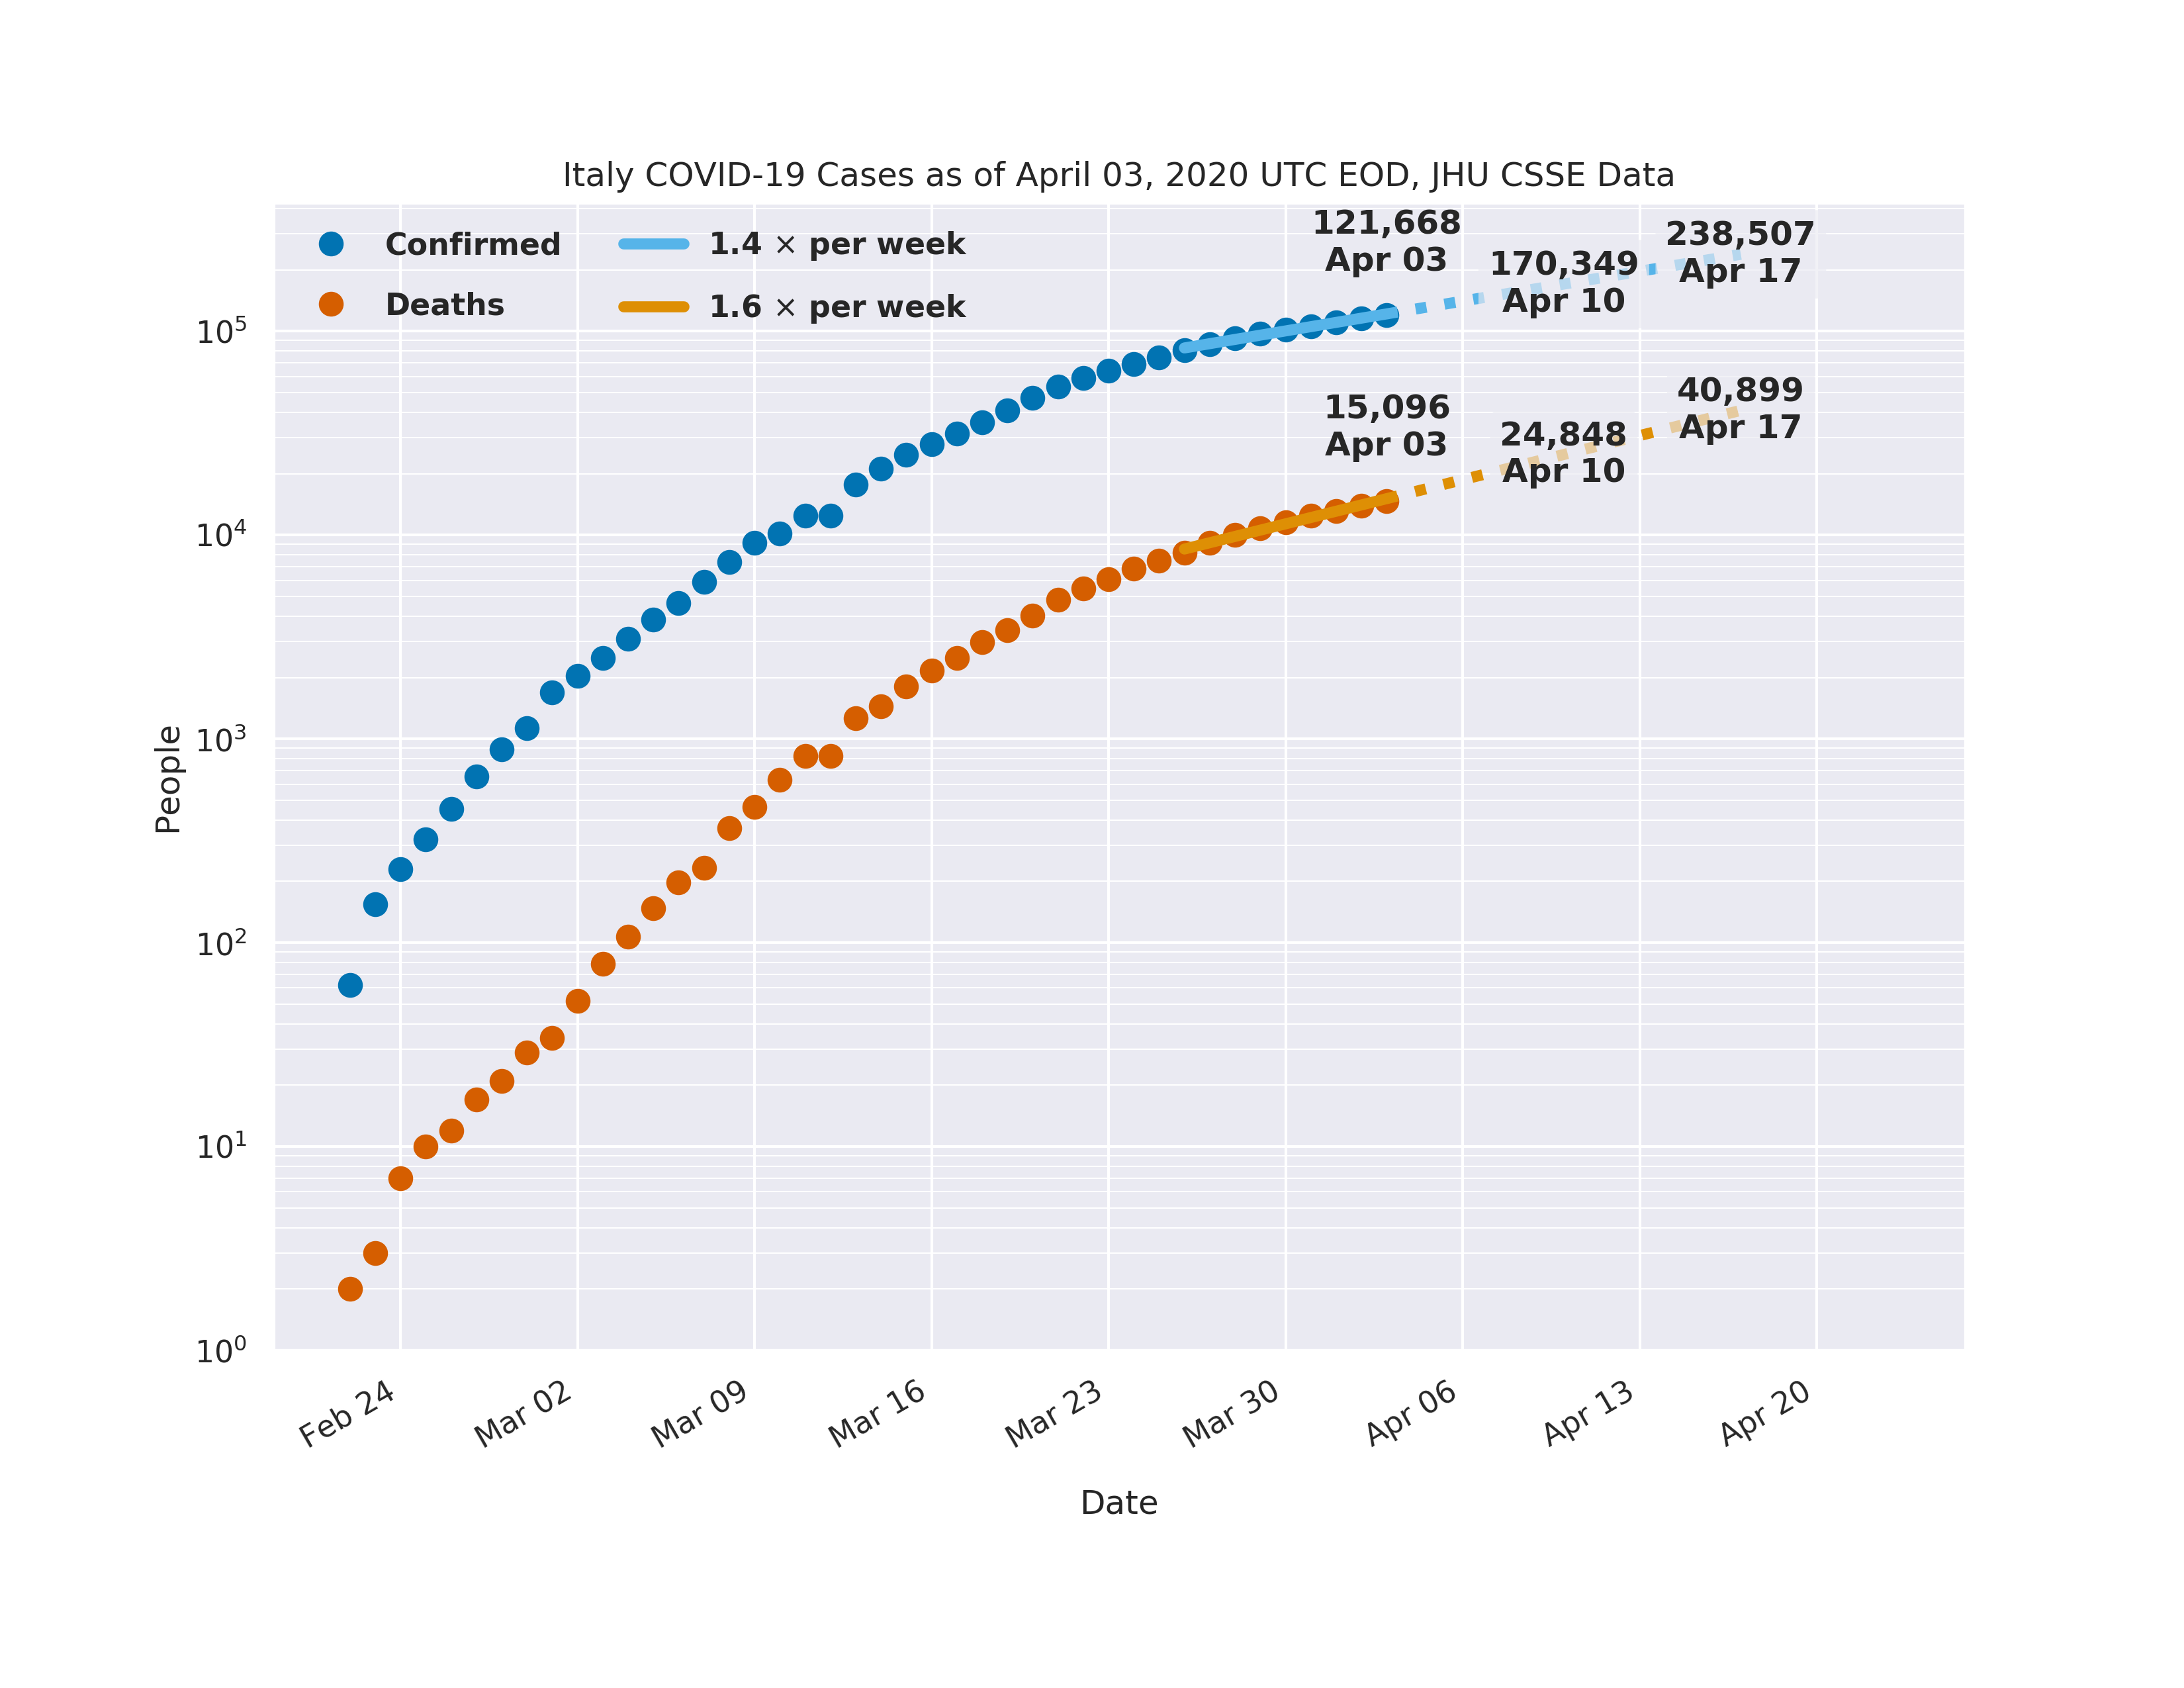 Italy COVID-19 Cases as of April 03, 2020 UTC EOD, JHU CSSE Data
Confirmed
Deaths
1.4 × per week
1.6 × per week
121,668
Apr 03
170,349
Apr 10
238,507
Apr 17
15,096
Apr 03
24,848
Apr 10
40,899
Apr 17
People
10⁵
10⁴
10³
10²
10¹
10⁰
Feb 24
Mar 02
Mar 09
Mar 16
Mar 23
Mar 30
Apr 06
Apr 13
Apr 20
Date